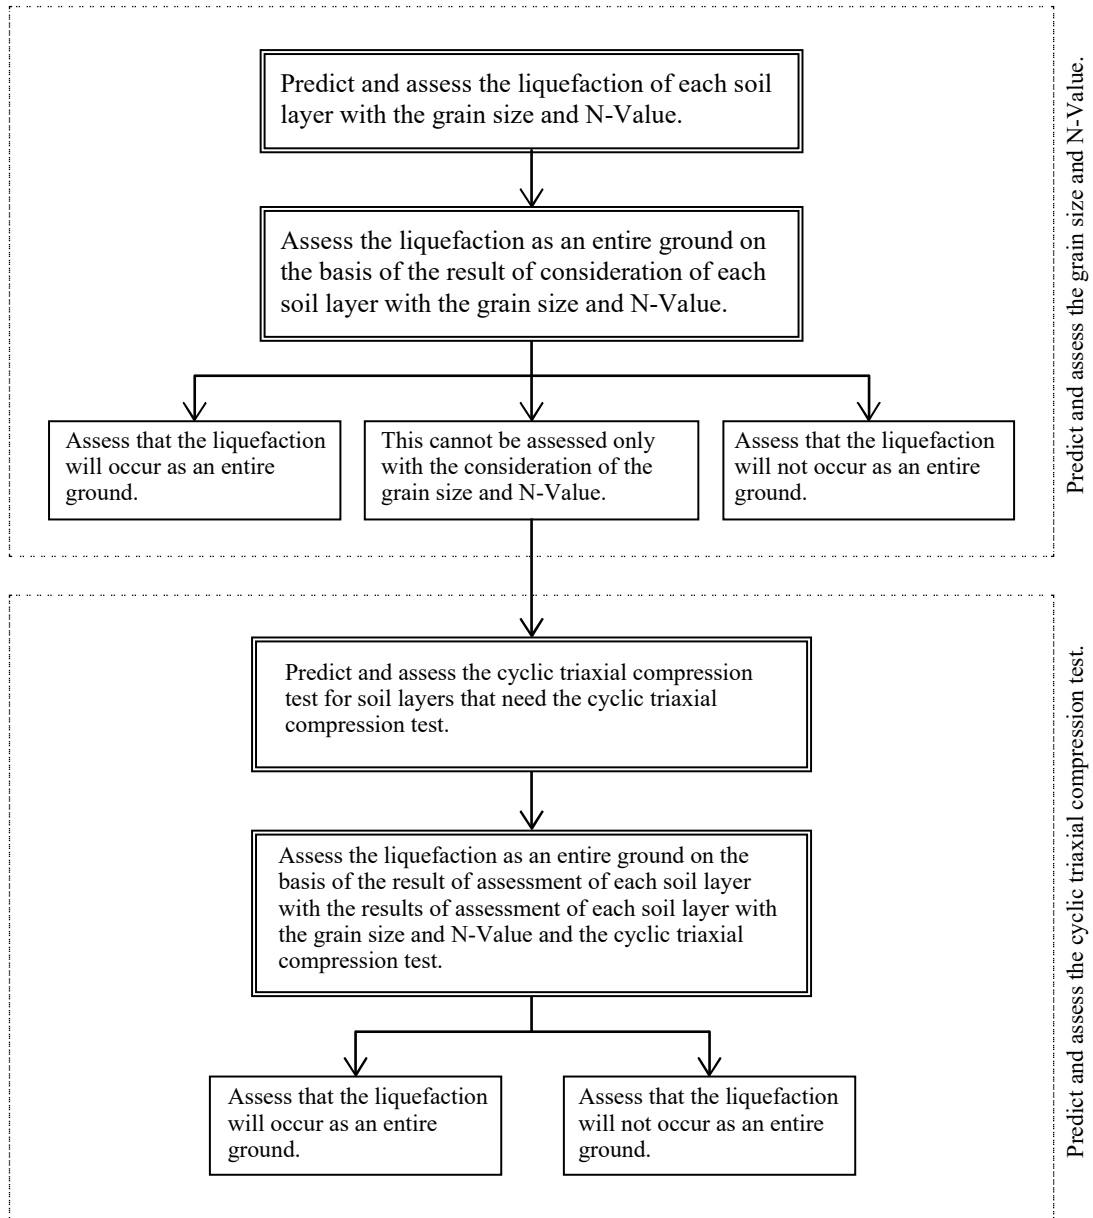 Predict and assess the liquefaction of each soil
layer with the grain size and N-Value.
Assess the liquefaction as an entire ground on
the basis of the result of consideration of each
soil layer with the grain size and N-Value.
Assess that the liquefaction
will occur as an entire
ground.
This cannot be assessed only
with the consideration of the
grain size and N-Value.
Assess that the liquefaction
will not occur as an entire
ground.
Predict and assess the grain size and N-Value.
Predict and assess the cyclic triaxial compression
test for soil layers that need the cyclic triaxial
compression test.
Assess the liquefaction as an entire ground on the
basis of the result of assessment of each soil layer
with the results of assessment of each soil layer with
the grain size and N-Value and the cyclic triaxial
compression test.
Assess that the liquefaction
will occur as an entire
ground.
Assess that the liquefaction
will not occur as an entire
ground.
Predict and assess the cyclic triaxial compression test.